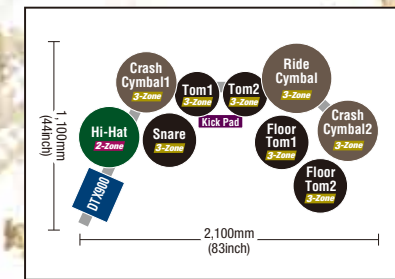 Crash
Cymbal1
3-Zone
Tom1
3-Zone
Tom2
3-Zone
Ride
Cymbal
3-Zone
Kick Pad
Hi-Hat
2-Zone
Snare
3-Zone
Floor
Tom1
3-Zone
Crash
Cymbal2
3-Zone
Floor
Tom2
3-Zone
DTX900
1,100mm
(44inch)
2,100mm
(83inch)